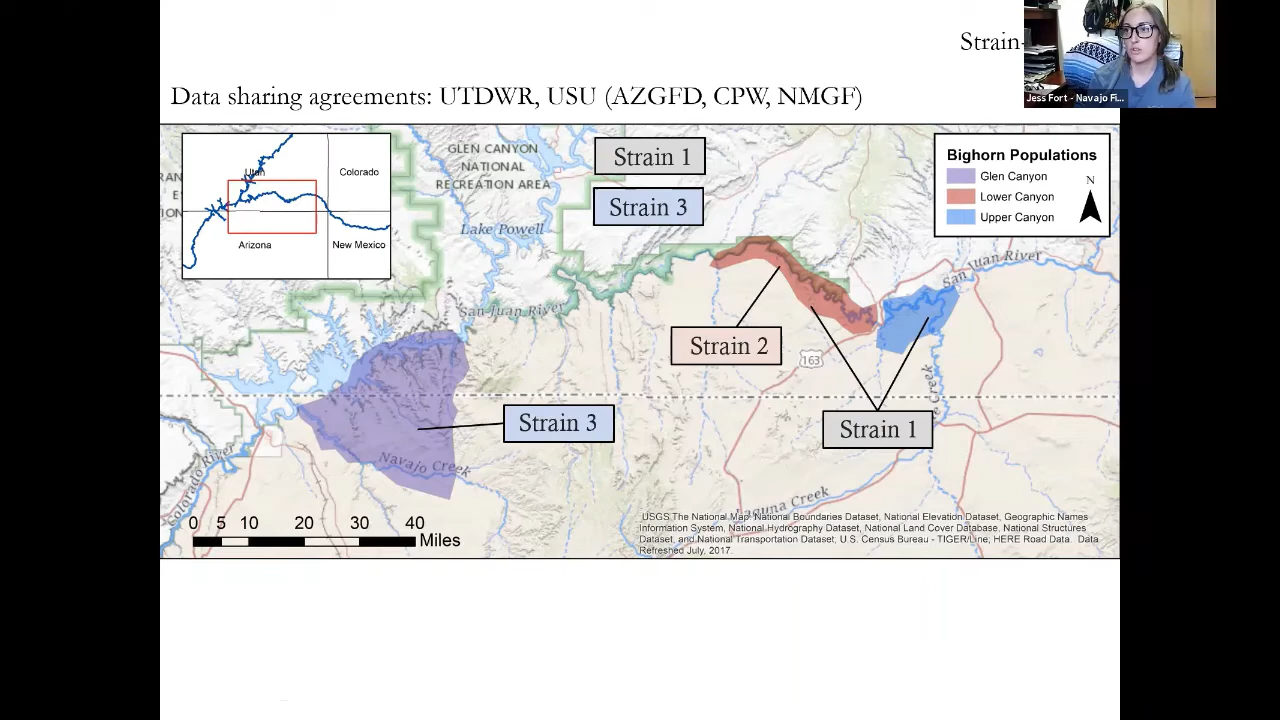 Strain-
Jess Fort - Navajo Fi...
Data sharing agreements: UTDWR, USU (AZGFD, CPW, NMGF)
Utah
Colorado
Arizona
New Mexico
GLEN CANYON
NATIONAL
RECREATION AREA
Strain 1
Strain 3
Bighorn Populations
Glen Canyon
Lower Canyon
Upper Canyon
N
Lake Powell
San Juan River
San Juan River
Strain 2
163
Strain 3
Strain 1
Creek
Navajo Creek
Colorado River
Laguna Creek
0 5 10 20 30 40
Miles
USGS The National Map: National Boundaries Dataset, National Elevation Dataset, Geographic Names
Information System, National Hydrography Dataset, National Land Cover Database, National Structures
Dataset, and National Transportation Dataset; U.S. Census Bureau - TIGER/Line; HERE Road Data. Data
Refreshed July, 2017.